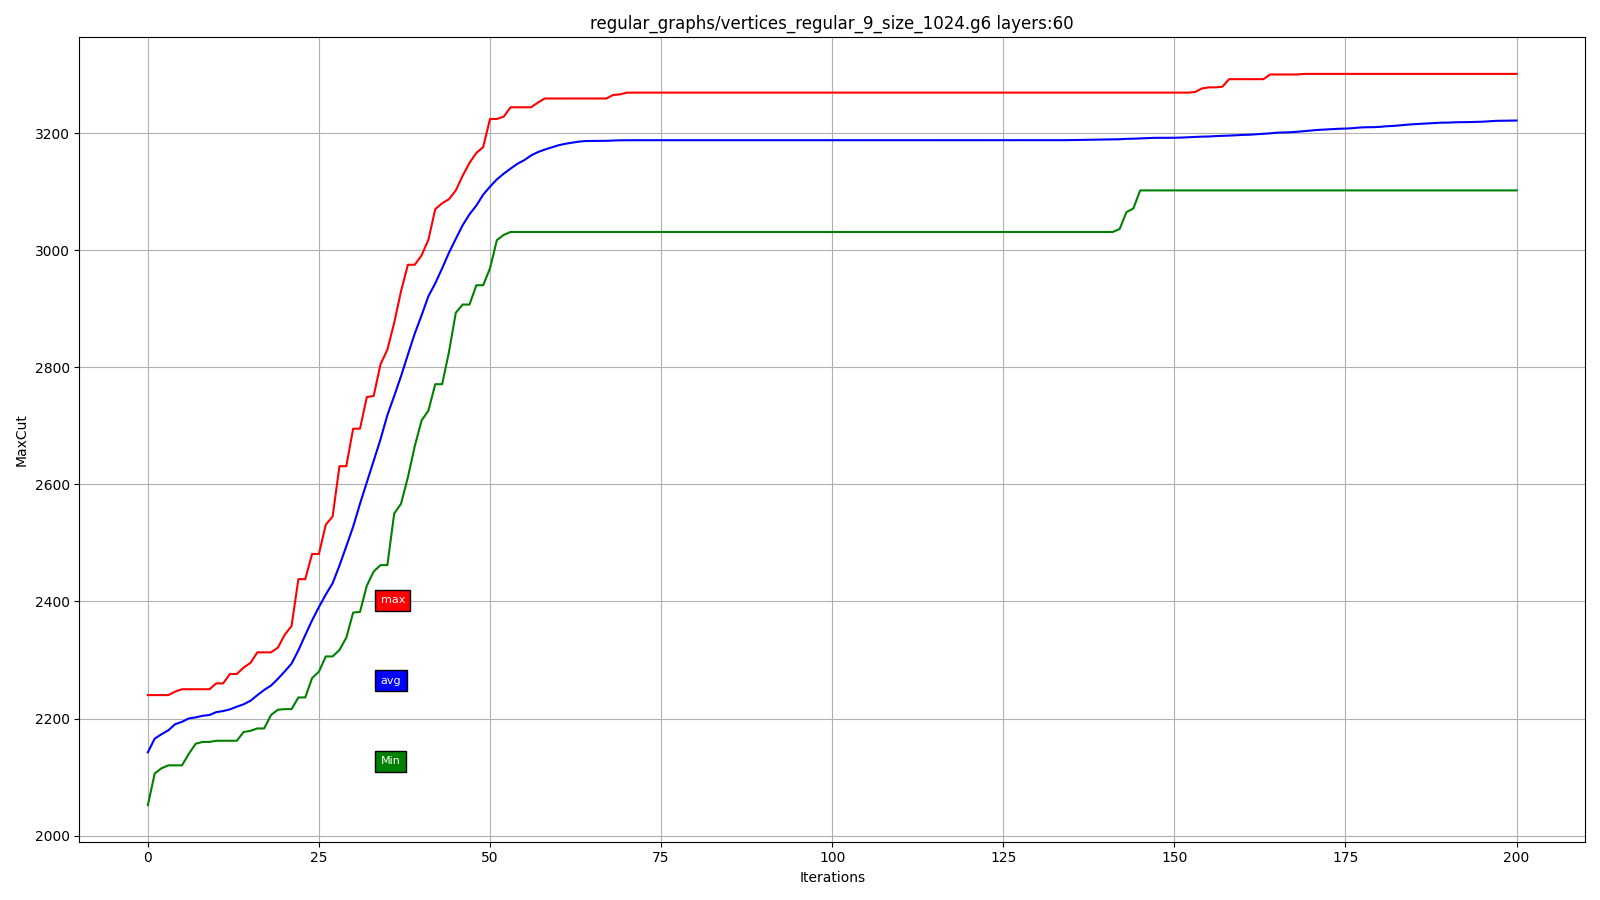 regular_graphs/vertices_regular_9_size_1024.g6 layers:60
MaxCut
3200
3000
2800
2600
2400
2200
2000
max
avg
Min
0 25 50 75 100 125 150 175 200
Iterations